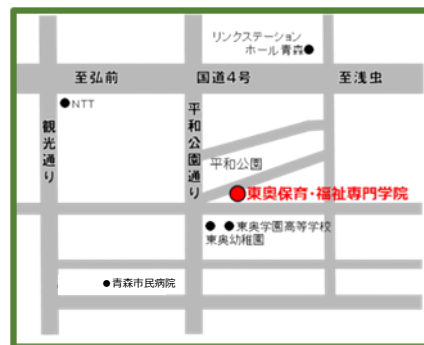 リンクステーション
ホール青森●
至弘前
国道4号
至浅虫
●NTT
観光通り
平和公園通り
平和公園
●東奥保育・福祉専門学院
● ●東奥学園高等学校
東奥幼稚園
●青森市民病院